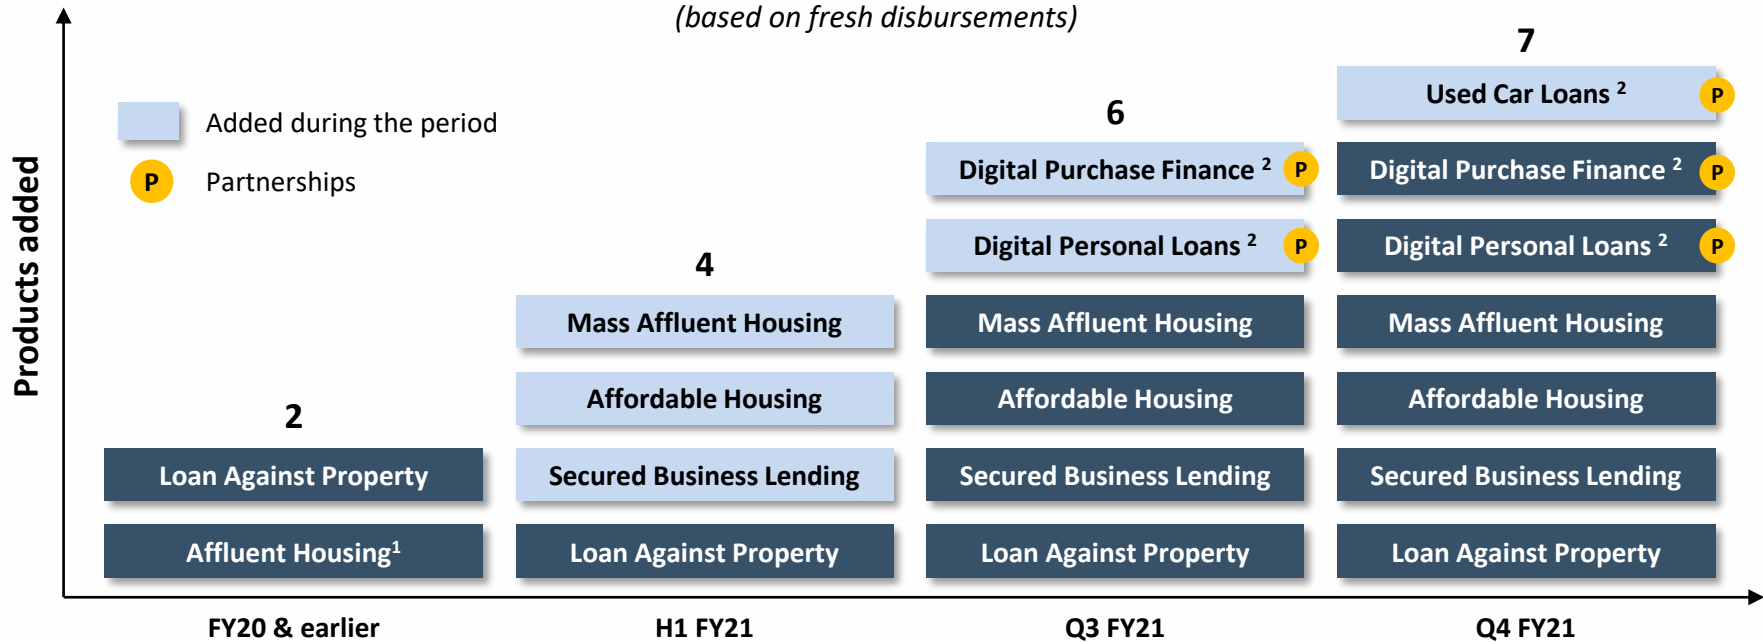 (based on fresh disbursements)
Products added
Added during the period
P Partnerships
2
Loan Against Property
Affluent Housing¹
FY20 & earlier
4
Mass Affluent Housing
Affordable Housing
Secured Business Lending
Loan Against Property
H1 FY21
6
Digital Purchase Finance ² P
Digital Personal Loans ² P
Mass Affluent Housing
Affordable Housing
Secured Business Lending
Loan Against Property
Q3 FY21
7
Used Car Loans ² P
Digital Purchase Finance ² P
Digital Personal Loans ² P
Mass Affluent Housing
Affordable Housing
Secured Business Lending
Loan Against Property
Q4 FY21